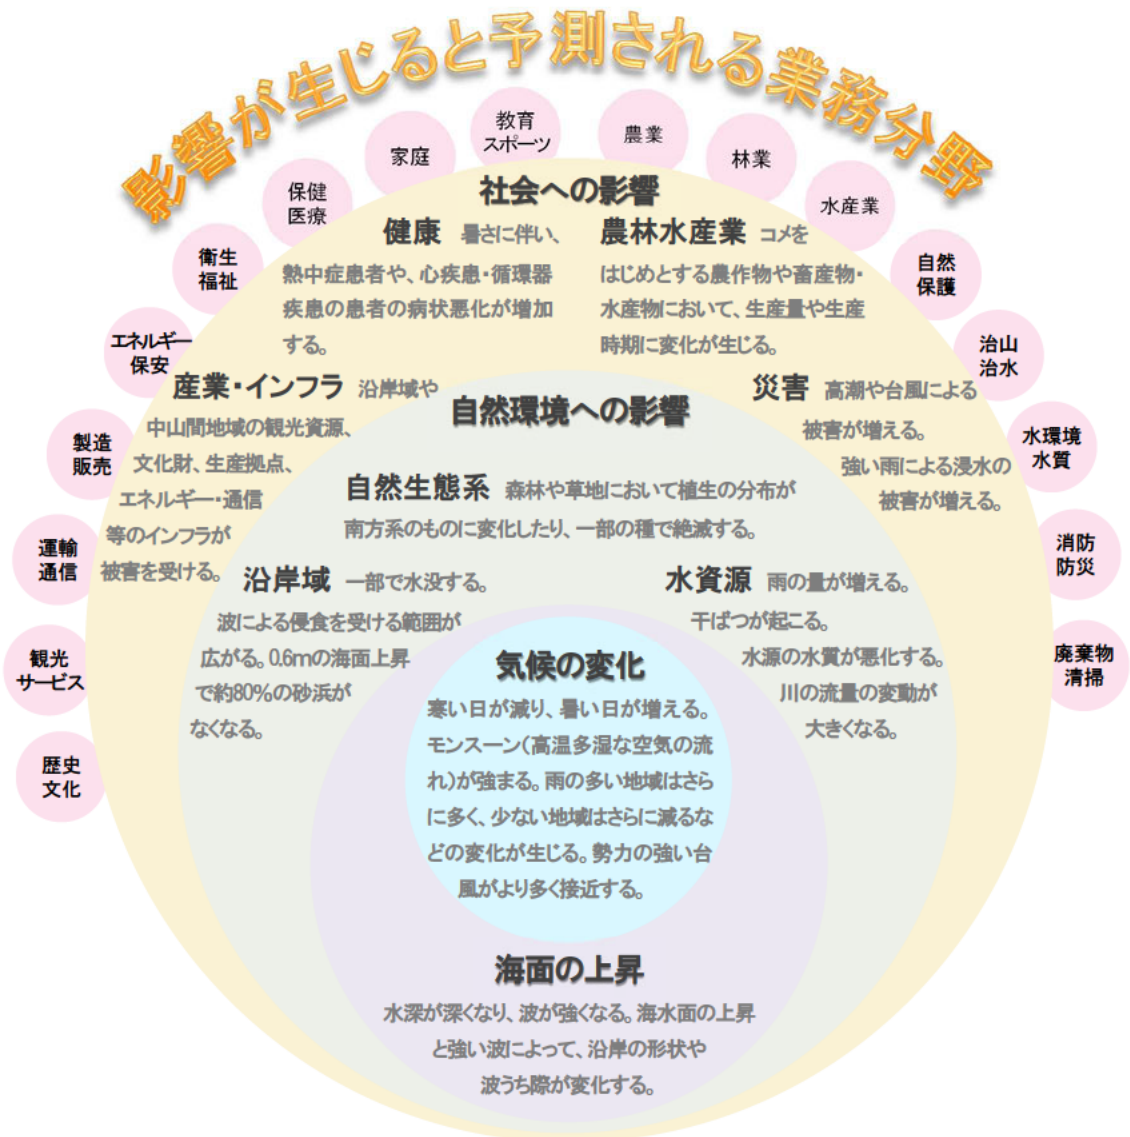 影響が生じると予測される業務分野
歴史
文化
観光
サービス
運輸
通信
製造
販売
エネルギー
保安
衛生
福祉
保健
医療
家庭
教育
スポーツ
農業
林業
水産業
自然
保護
治山
治水
水環境
水質
消防
防災
廃棄物
清掃
社会への影響
健康 暑さに伴い、
熱中症患者や、心疾患・循環器
疾患の患者の病状悪化が増加
する。
農林水産業 コメを
はじめとする農作物や畜産物・
水産物において、生産量や生産
時期に変化が生じる。
産業・インフラ 沿岸域や
中山間地域の観光資源、
文化財、生産拠点、
エネルギー・通信
等のインフラが
被害を受ける。
災害 高潮や台風による
被害が増える。
強い雨による浸水の
被害が増える。
自然環境への影響
自然生態系 森林や草地において植生の分布が
南方系のものに変化したり、一部の種で絶滅する。
沿岸域 一部で水没する。
波による侵食を受ける範囲が
広がる。0.6mの海面上昇
で約80%の砂浜が
なくなる。
水資源 雨の量が増える。
干ばつが起こる。
水源の水質が悪化する。
川の流量の変動が
大きくなる。
気候の変化
寒い日が減り、暑い日が増える。
モンスーン(高温多湿な空気の流
れ)が強まる。雨の多い地域はさら
に多く、少ない地域はさらに減るな
どの変化が生じる。勢力の強い台
風がより多く接近する。
海面の上昇
水深が深くなり、波が強くなる。海水面の上昇
と強い波によって、沿岸の形状や
波うち際が変化する。